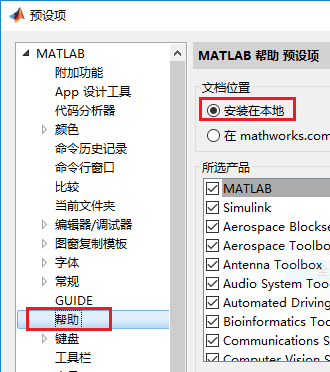 预设项
MATLAB
附加功能
App 设计工具
代码分析器
颜色
命令历史记录
命令行窗口
比较
当前文件夹
编辑器/调试器
图窗复制模板
字体
常规
GUIDE
帮助
键盘
工具栏
MATLAB 帮助 预设项
文档位置
安装在本地
在 mathworks.com
所选产品
MATLAB
Simulink
Aerospace Blockse
Aerospace Toolbo
Antenna Toolbox
Audio System Too
Automated Driving
Bioinformatics Too
Communications S
Computer Vision